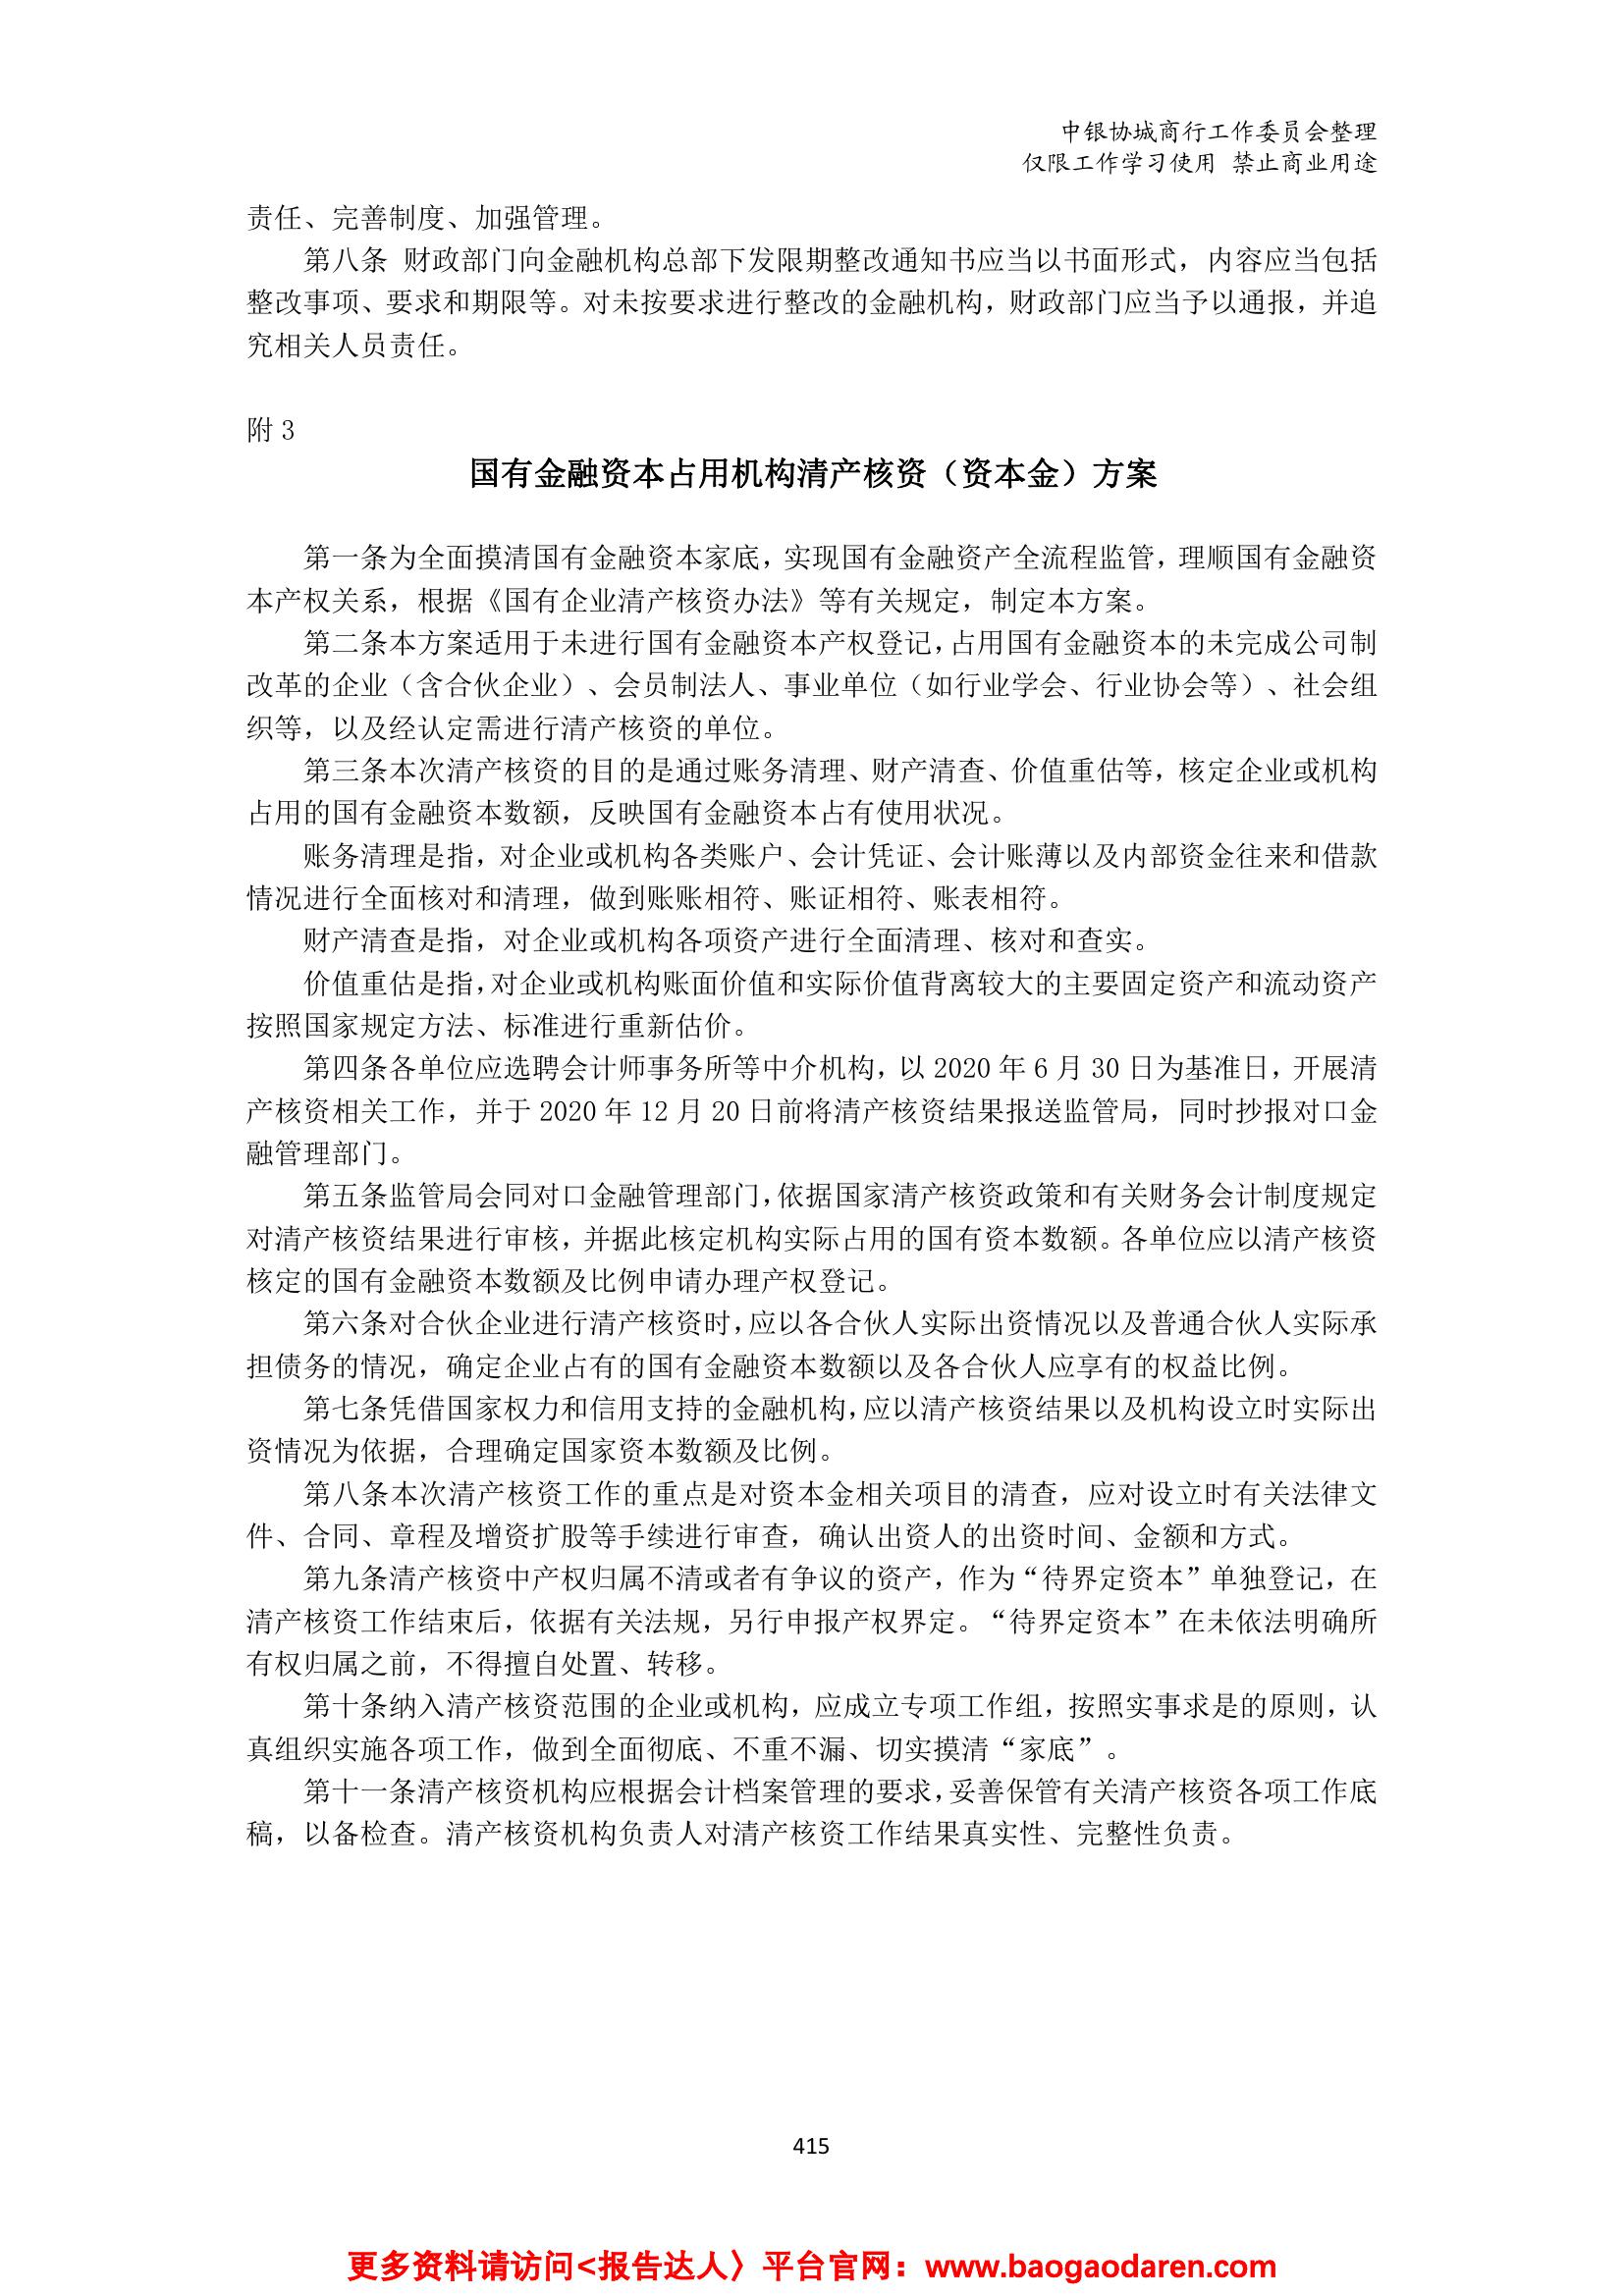 中银协城商行工作委员会整理
仅限工作学习使用 禁止商业用途
责任、完善制度、加强管理。
第八条 财政部门向金融机构总部下发限期整改通知书应当以书面形式，内容应当包括
整改事项、要求和期限等。对未按要求进行整改的金融机构，财政部门应当予以通报，并追
究相关人员责任。
附 3
国有金融资本占用机构清产核资（资本金）方案
第一条为全面摸清国有金融资本家底，实现国有金融资产全流程监管，理顺国有金融资
本产权关系，根据《国有企业清产核资办法》等有关规定，制定本方案。
第二条本方案适用于未进行国有金融资本产权登记，占用国有金融资本的未完成公司制
改革的企业（含合伙企业）、会员制法人、事业单位（如行业学会、行业协会等）、社会组
织等，以及经认定需进行清产核资的单位。
第三条本次清产核资的目的是通过账务清理、财产清查、价值重估等，核定企业或机构
占用的国有金融资本数额，反映国有金融资本占有使用状况。
账务清理是指，对企业或机构各类账户、会计凭证、会计账薄以及内部资金往来和借款
情况进行全面核对和清理，做到账账相符、账证相符、账表相符。
财产清查是指，对企业或机构各项资产进行全面清理、核对和查实。
价值重估是指，对企业或机构账面价值和实际价值背离较大的主要固定资产和流动资产
按照国家规定方法、标准进行重新估价。
第四条各单位应选聘会计师事务所等中介机构，以 2020 年 6 月 30 日为基准日，开展清
产核资相关工作，并于 2020 年 12 月 20 日前将清产核资结果报送监管局，同时抄报对口金
融管理部门。
第五条监管局会同对口金融管理部门，依据国家清产核资政策和有关财务会计制度规定
对清产核资结果进行审核，并据此核定机构实际占用的国有资本数额。各单位应以清产核资
核定的国有金融资本数额及比例申请办理产权登记。
第六条对合伙企业进行清产核资时，应以各合伙人实际出资情况以及普通合伙人实际承
担债务的情况，确定企业占有的国有金融资本数额以及各合伙人应享有的权益比例。
第七条凭借国家权力和信用支持的金融机构，应以清产核资结果以及机构设立时实际出
资情况为依据，合理确定国家资本数额及比例。
第八条本次清产核资工作的重点是对资本金相关项目的清查，应对设立时有关法律文
件、合同、章程及增资扩股等手续进行审查，确认出资人的出资时间、金额和方式。
第九条清产核资中产权归属不清或者有争议的资产，作为“待界定资本”单独登记，在
清产核资工作结束后，依据有关法规，另行申报产权界定。“待界定资本”在未依法明确所
有权归属之前，不得擅自处置、转移。
第十条纳入清产核资范围的企业或机构，应成立专项工作组，按照实事求是的原则，认
真组织实施各项工作，做到全面彻底、不重不漏、切实摸清“家底”。
第十一条清产核资机构应根据会计档案管理的要求，妥善保管有关清产核资各项工作底
稿，以备检查。清产核资机构负责人对清产核资工作结果真实性、完整性负责。
415
更多资料请访问<报告达人〉平台官网：www.baogaodaren.com